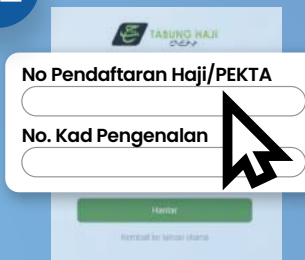 TABUNG HAJI
No Pendaftaran Haji/PEKTA
No. Kad Pengenalan
Hantar
Kembali ke laman utama